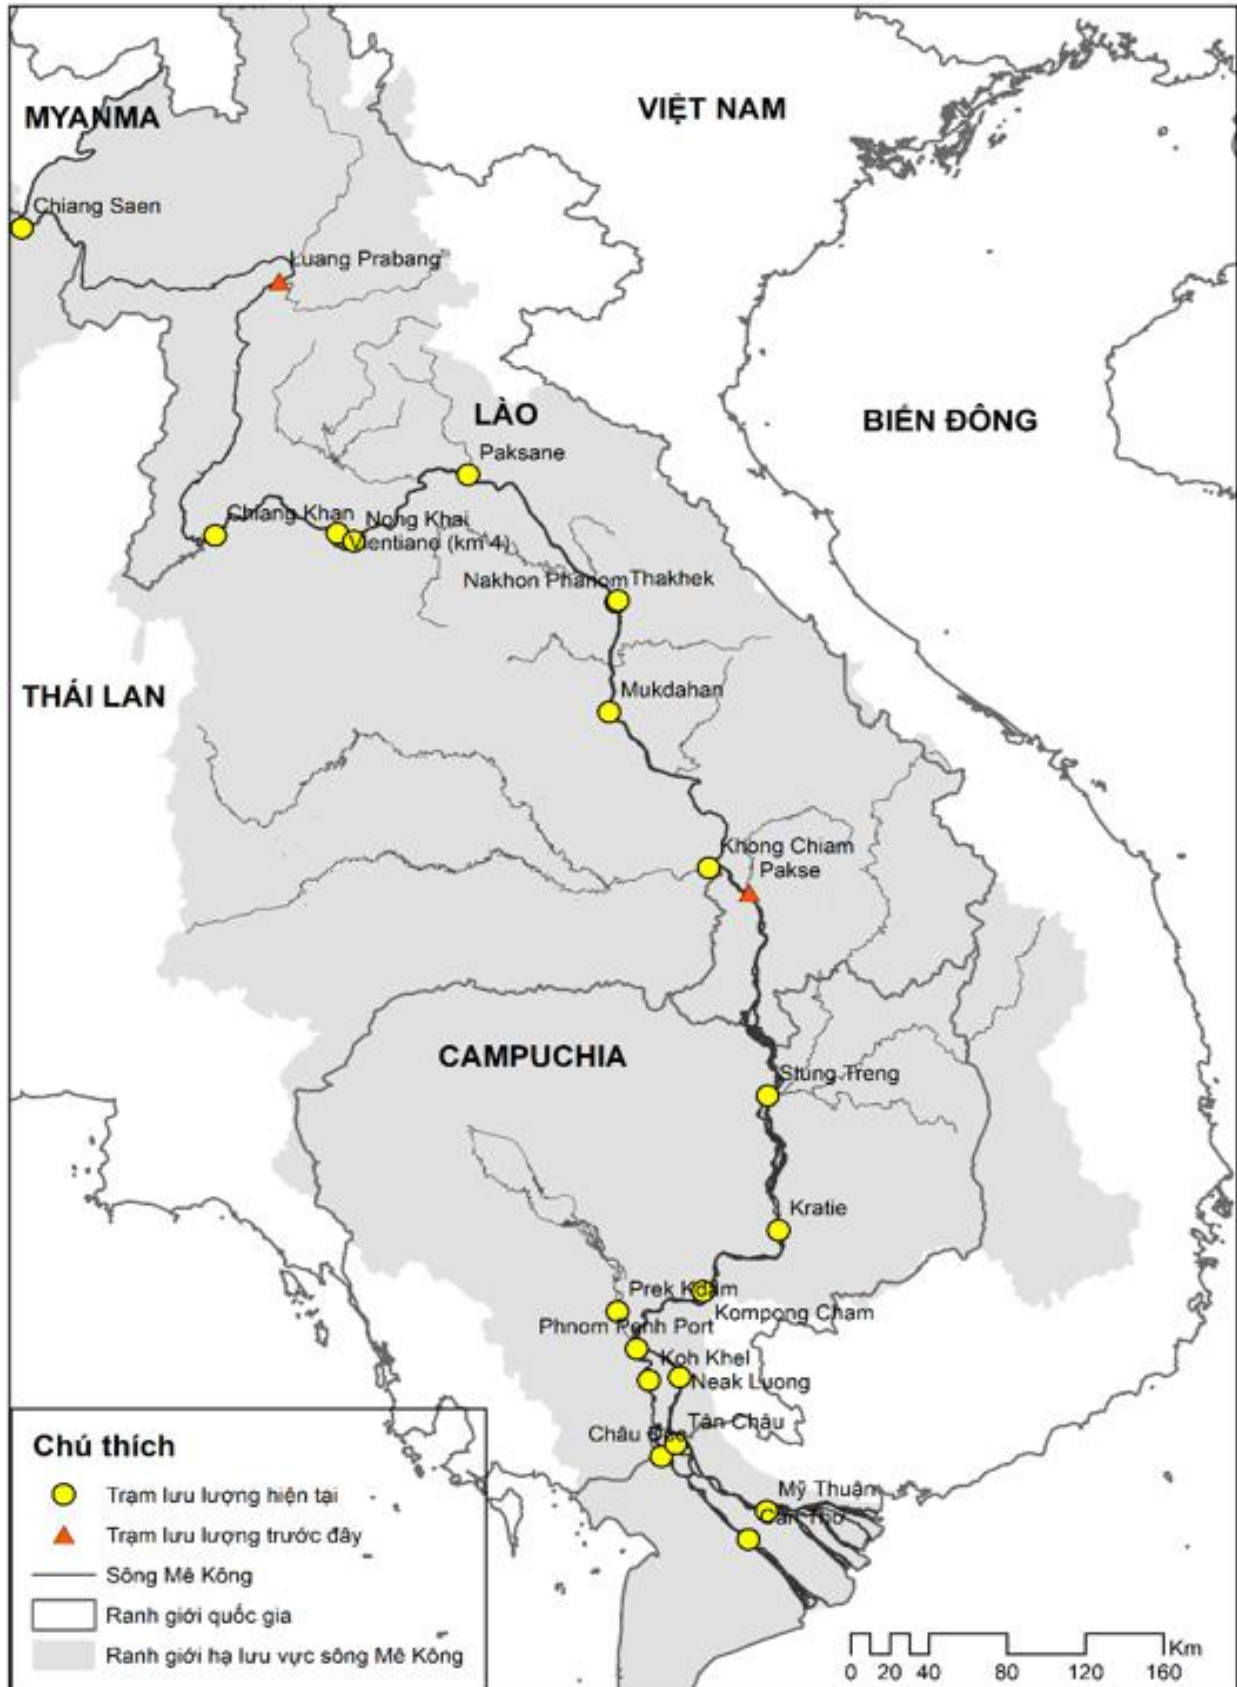 MYANMA
VIỆT NAM
Chiang Saen
Luang Prabang
LÀO
BIỂN ĐÔNG
Paksane
Chiang Khan
Nong Khai
Vientiane (km 4)
Nakhon Phanom
Thakhek
THÁI LAN
Mukdahan
Khong Chiam
Pakse
CAMPUCHIA
Stung Treng
Kratie
Prek Kdam
Kompong Cham
Phnom Penh Port
Koh Khel
Neak Luong
Tân Châu
Châu Đốc
Mỹ Thuận
Cần Thơ
Chú thích
Trạm lưu lượng hiện tại
Trạm lưu lượng trước đây
Sông Mê Kông
Ranh giới quốc gia
Ranh giới hạ lưu vực sông Mê Kông
Km
0 20 40 80 120 160